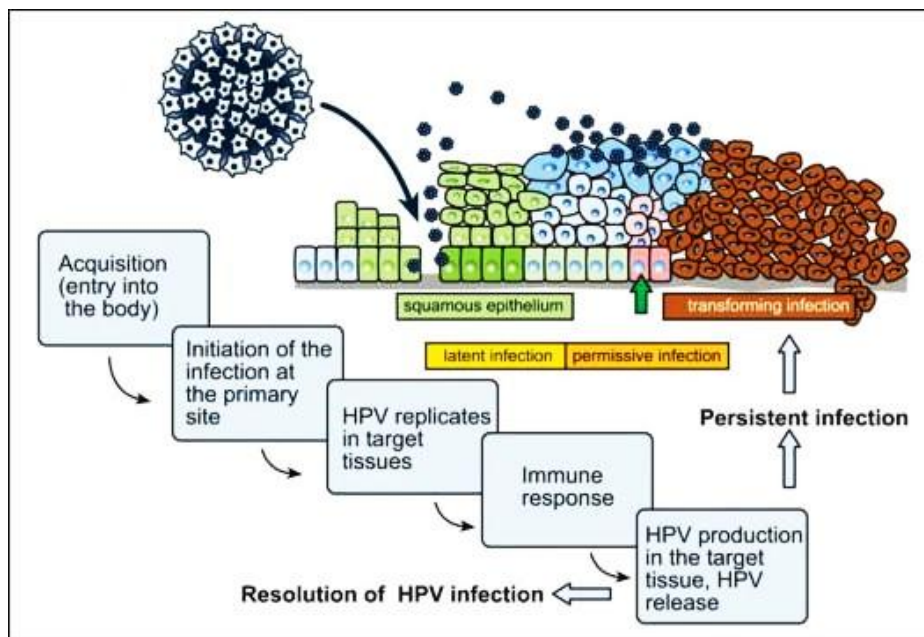 squamous epithelium
transforming infection
latent infection
permissive infection
Acquisition
(entry into
the body)
Initiation of the
infection at
the primary
site
HPV replicates
in target
tissues
Immune
response
HPV production
in the target
tissue, HPV
release
Persistent infection
Resolution of HPV infection